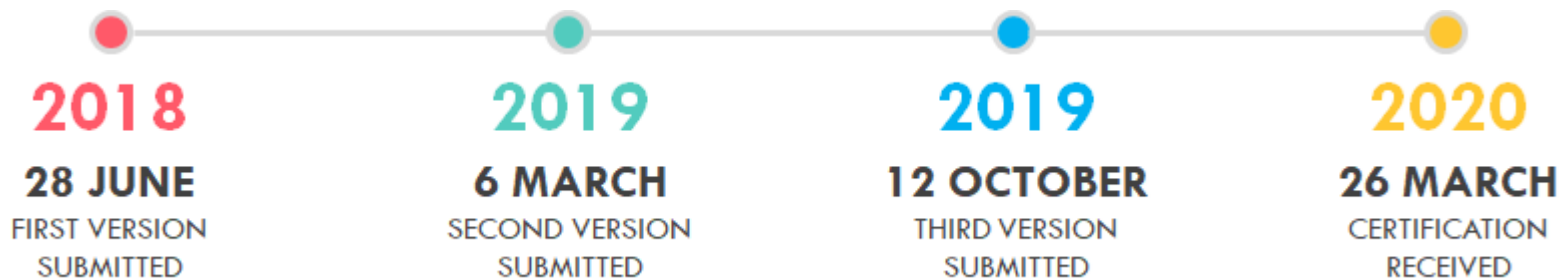 2018
28 JUNE
FIRST VERSION
SUBMITTED
2019
6 MARCH
SECOND VERSION
SUBMITTED
2019
12 OCTOBER
THIRD VERSION
SUBMITTED
2020
26 MARCH
CERTIFICATION
RECEIVED